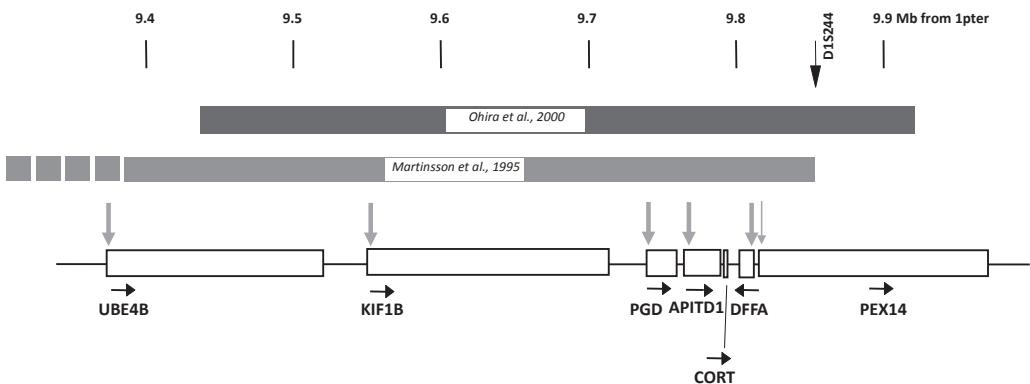 9.4 9.5 9.6 9.7 9.8 9.9 Mb from 1pter
D1S244
Ohira et al., 2000
Martinsson et al., 1995
UBE4B KIF1B PGD APITD1 DFFA PEX14
CORT